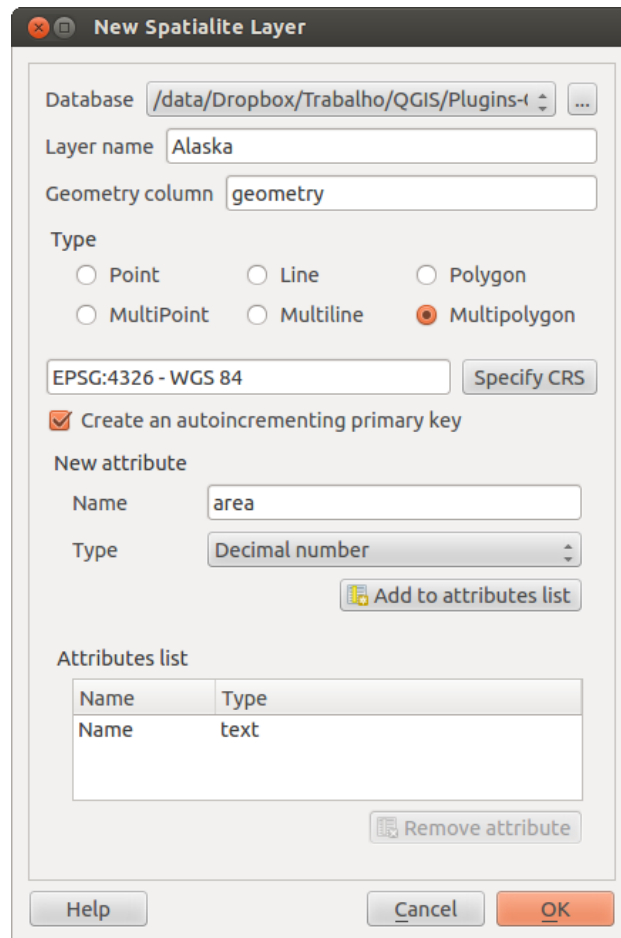 New Spatialite Layer
Database /data/Dropbox/Trabalho/QGIS/Plugins- ...
Layer name Alaska
Geometry column geometry
Type
Point Line Polygon
MultiPoint Multiline Multipolygon
EPSG:4326 - WGS 84 Specify CRS
Create an autoincrementing primary key
New attribute
Name area
Type Decimal number
Add to attributes list
Attributes list
Name Type
Name text
Remove attribute
Help Cancel OK